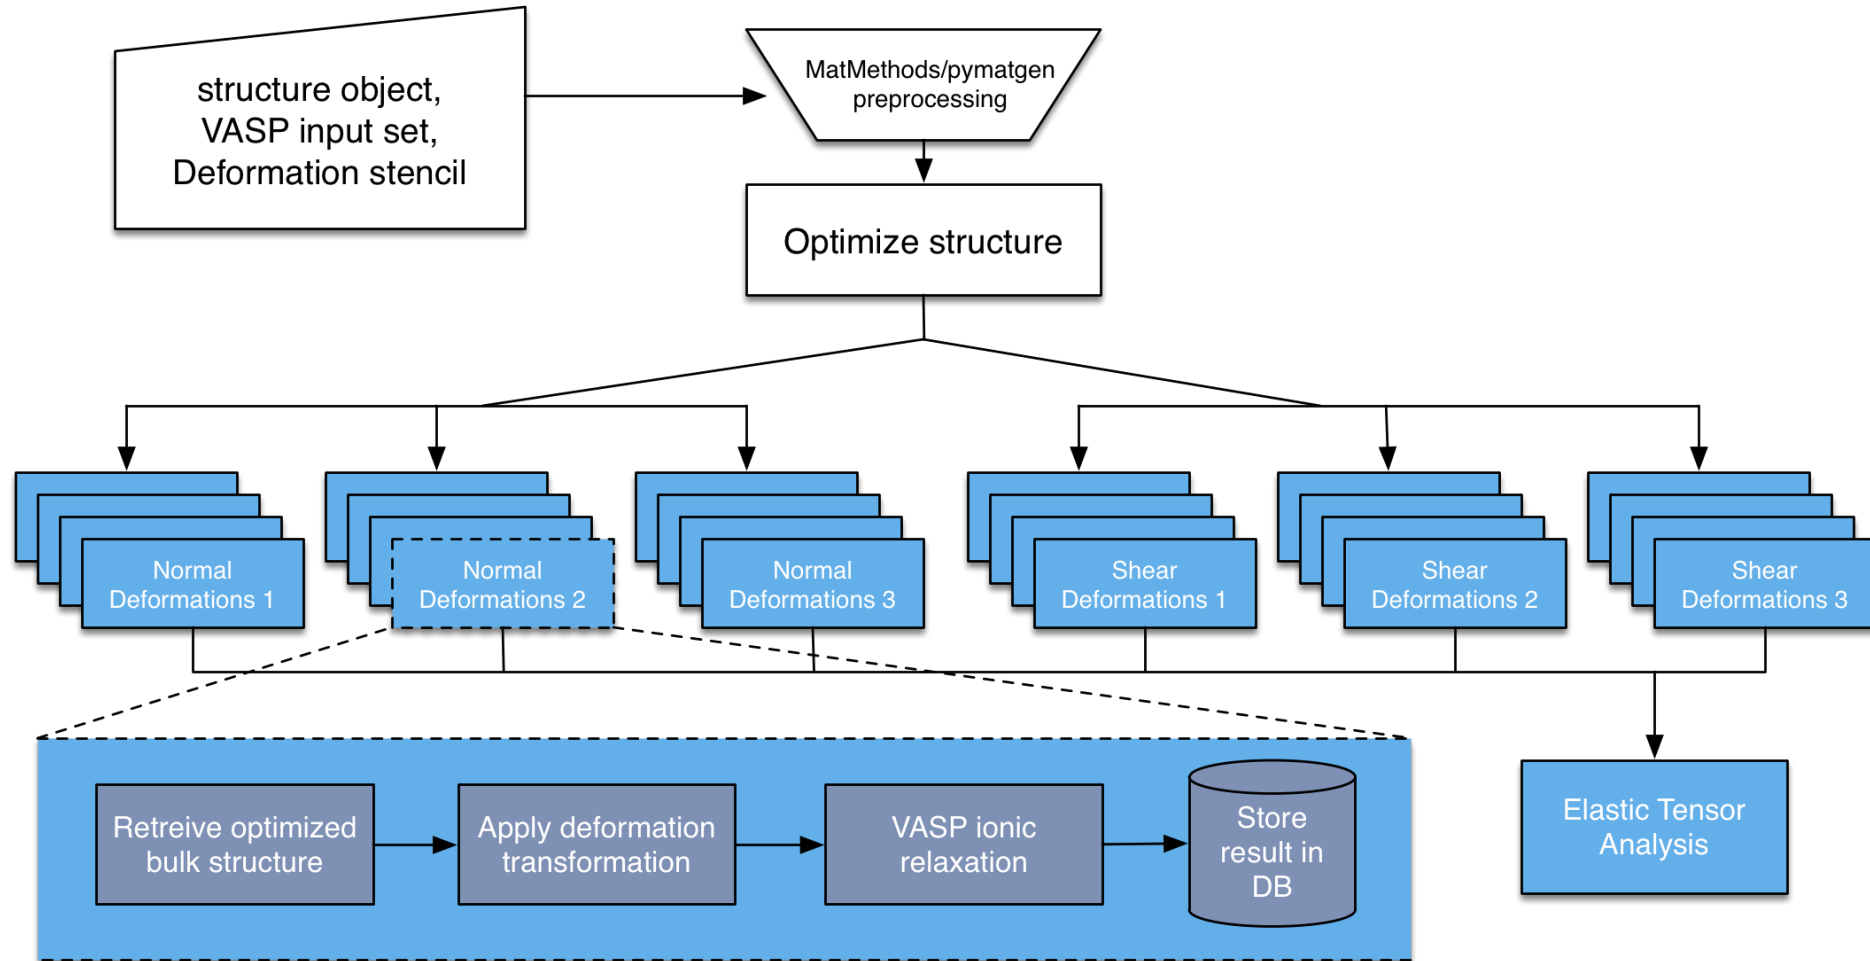 structure object,
VASP input set,
Deformation stencil
MatMethods/pymatgen
preprocessing
Optimize structure
Normal
Deformations 1
Normal
Deformations 2
Normal
Deformations 3
Shear
Deformations 1
Shear
Deformations 2
Shear
Deformations 3
Retreive optimized
bulk structure
Apply deformation
transformation
VASP ionic
relaxation
Store
result in
DB
Elastic Tensor
Analysis